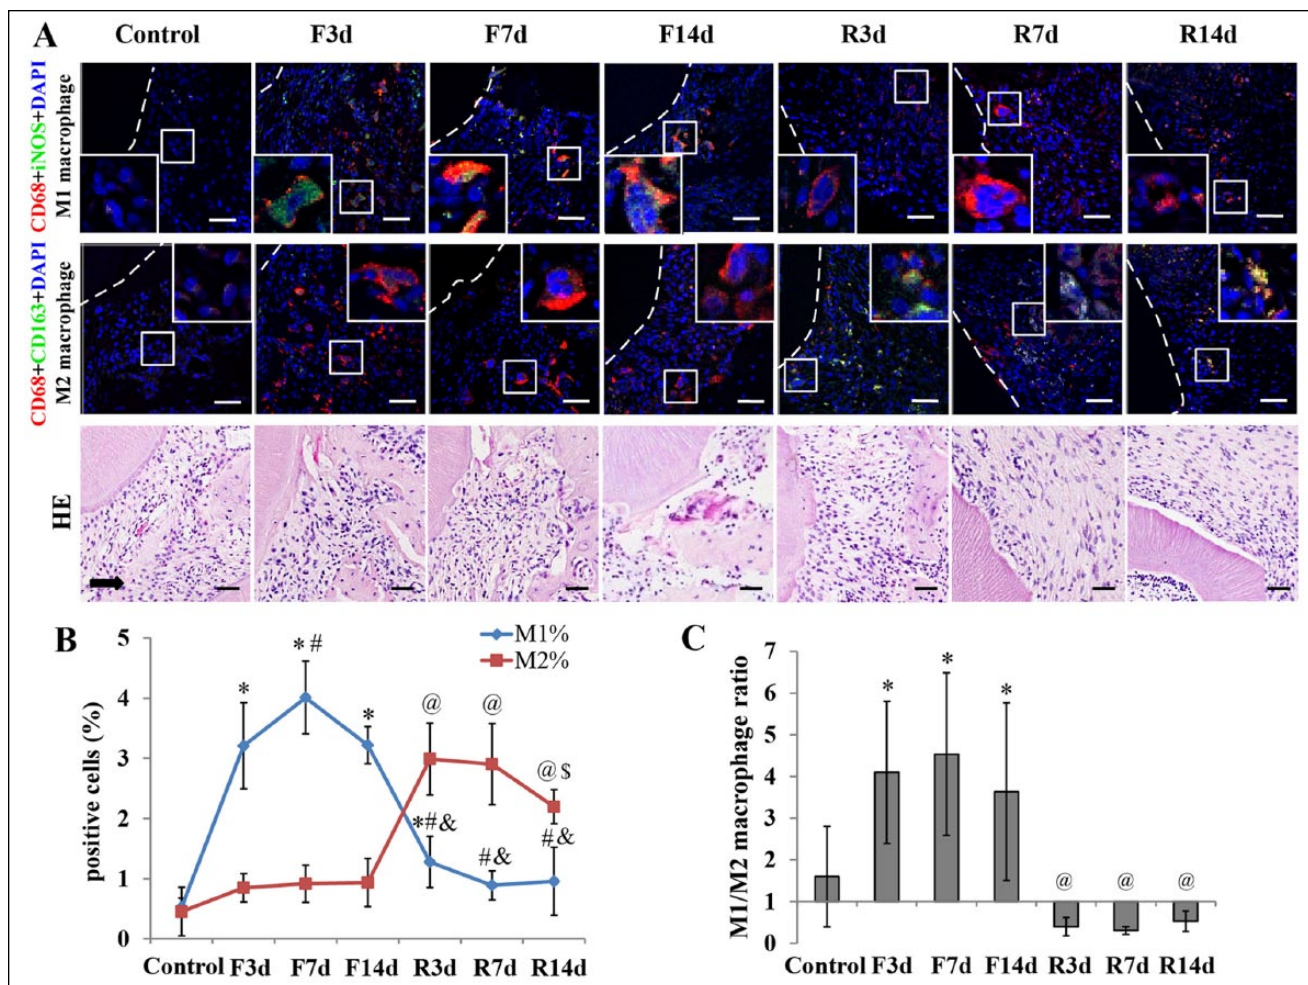 A
Control F3d F7d F14d R3d R7d R14d
CD68+iNOS+DAPI
M1 macrophage
CD68+CD163+DAPI
M2 macrophage
HE
B
M1%
M2%
positive cells (%)
5
4
3
2
1
0
* * # * @ @ @ $
*#& #& #&
Control F3d F7d F14d R3d R7d R14d
C
M1/M2 macrophage ratio
7
6
5
4
3
2
1
0
* * * @ @ @
Control F3d F7d F14d R3d R7d R14d